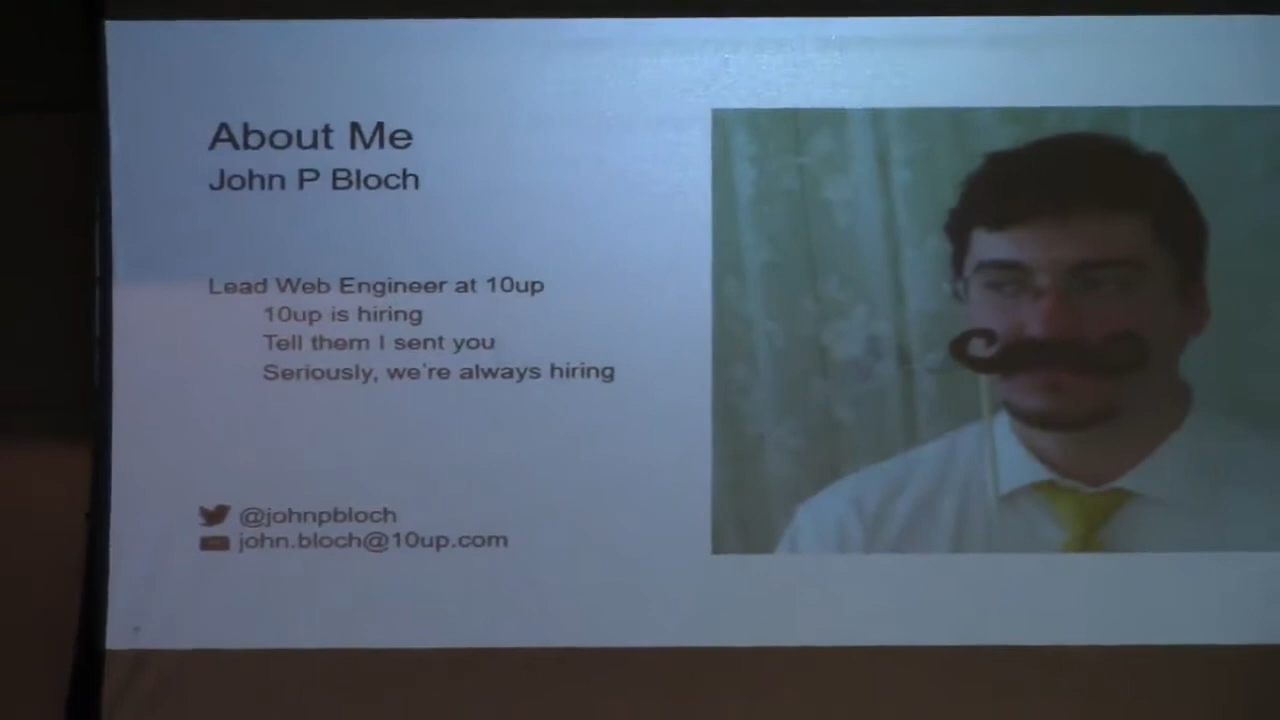 About Me
John P Bloch
Lead Web Engineer at 10up
10up is hiring
Tell them I sent you
Seriously, we're always hiring
@johnpbloch
john.bloch@10up.com